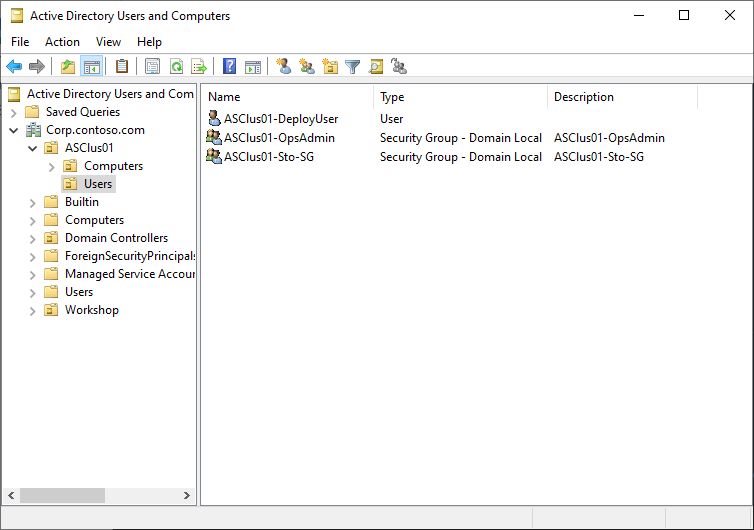 Active Directory Users and Computers
File Action View Help
Active Directory Users and Com
Saved Queries
Corp.contoso.com
ASClus01
Computers
Users
Builtin
Computers
Domain Controllers
ForeignSecurityPrincipals
Managed Service Accour
Users
Workshop
Name Type Description
ASClus01-DeployUser User
ASClus01-OpsAdmin Security Group - Domain Local ASClus01-OpsAdmin
ASClus01-Sto-SG Security Group - Domain Local ASClus01-Sto-SG